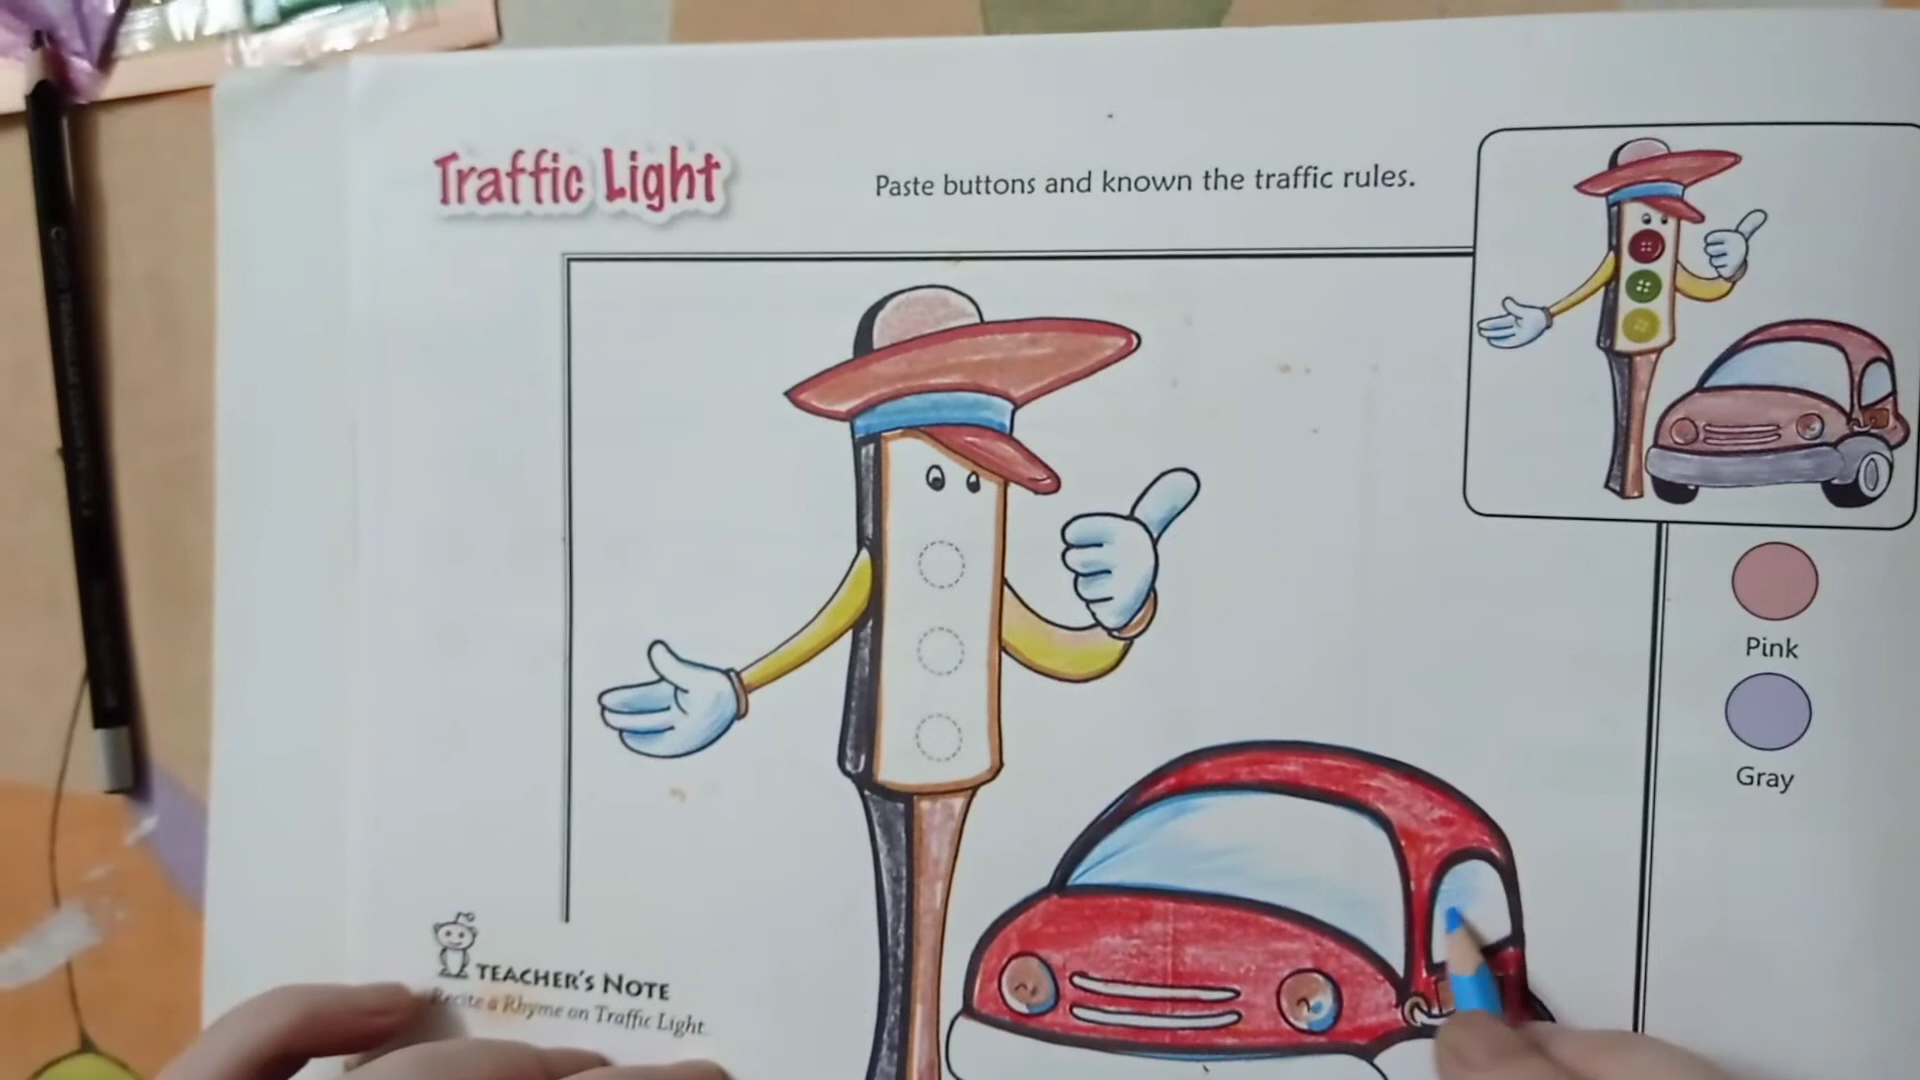 Traffic Light
Paste buttons and known the traffic rules.
Pink
Gray
TEACHER'S NOTE
Recite a Rhyme on Traffic Light.